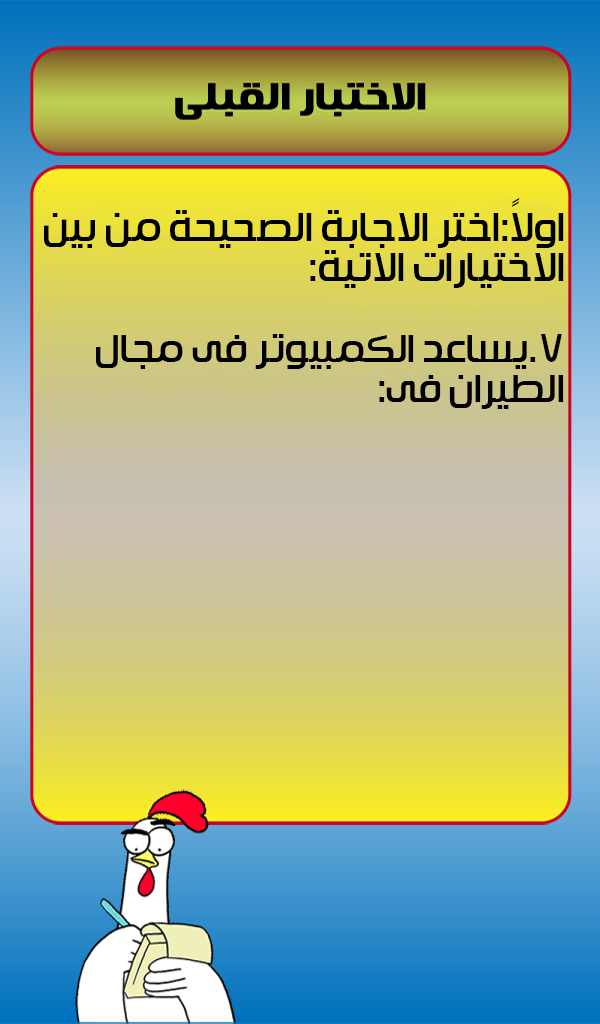 الاختبار القبلى
اولاً:اختر الاجابة الصحيحة من بين
الاختيارات الاتية:
٧.يساعد الكمبيوتر فى مجال
الطيران فى: